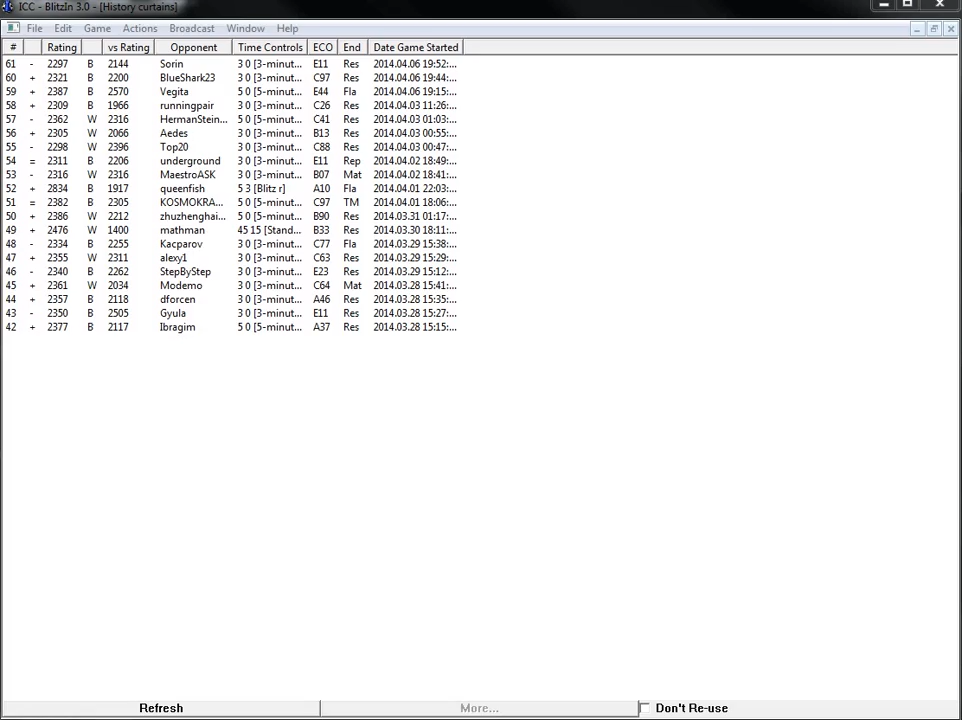 ICC - BlitzIn 3.0 - [History curtains]
File Edit Game Actions Broadcast Window Help
# Rating vs Rating Opponent Time Controls ECO End Date Game Started
61 - 2297 B 2144 Sorin 3 0 [3-minut... E11 Res 2014.04.06 19:52:...
60 + 2321 B 2200 BlueShark23 3 0 [3-minut... C97 Res 2014.04.06 19:44:...
59 + 2387 B 2570 Vegita 5 0 [5-minut... E44 Fla 2014.04.06 19:15:...
58 + 2309 B 1966 runningpair 3 0 [3-minut... C26 Res 2014.04.03 11:26:...
57 - 2362 W 2316 HermanStein... 5 0 [5-minut... C41 Res 2014.04.03 01:03:...
56 + 2305 W 2066 Aedes 3 0 [3-minut... B13 Res 2014.04.03 00:55:...
55 - 2298 W 2396 Top20 3 0 [3-minut... C88 Res 2014.04.03 00:47:...
54 = 2311 B 2206 underground 3 0 [3-minut... E11 Rep 2014.04.02 18:49:...
53 - 2316 W 2316 MaestroASK 3 0 [3-minut... B07 Mat 2014.04.02 18:41:...
52 + 2834 B 1917 queenfish 5 3 [Blitz r] A10 Fla 2014.04.01 22:03:...
51 = 2382 B 2305 KOSMOKRA... 5 0 [5-minut... C97 TM 2014.04.01 18:06:...
50 + 2386 W 2212 zhuzhenghai... 5 0 [5-minut... B90 Res 2014.03.31 01:17:...
49 + 2476 W 1400 mathman 45 15 [Stand... B33 Res 2014.03.30 18:11:...
48 - 2334 B 2255 Kacparov 3 0 [3-minut... C77 Fla 2014.03.29 15:38:...
47 + 2355 W 2311 alexy1 3 0 [3-minut... C63 Res 2014.03.29 15:29:...
46 - 2340 B 2262 StepByStep 3 0 [3-minut... E23 Res 2014.03.29 15:12:...
45 + 2361 W 2034 Modemo 3 0 [3-minut... C64 Mat 2014.03.28 15:41:...
44 + 2357 B 2118 dforcen 3 0 [3-minut... A46 Res 2014.03.28 15:35:...
43 - 2350 B 2505 Gyula 3 0 [3-minut... E11 Res 2014.03.28 15:27:...
42 + 2377 B 2117 Ibragim 5 0 [5-minut... A37 Res 2014.03.28 15:15:...
Refresh More... Don't Re-use